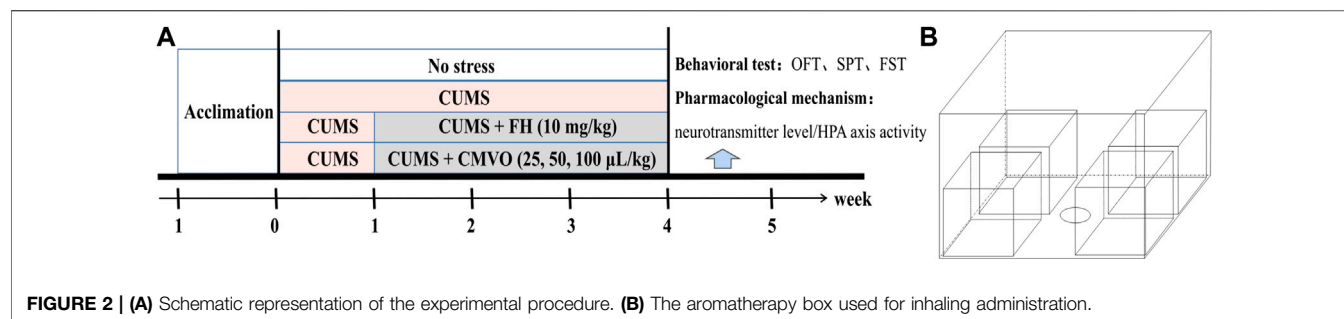 A
B
No stress
Behavioral test: OFT、SPT、FST
CUMS
Acclimation
Pharmacological mechanism:
CUMS CUMS + FH (10 mg/kg)
neurotransmitter level/HPA axis activity
CUMS CUMS + CMVO (25, 50, 100 μL/kg)
week
1 0 1 2 3 4 5
FIGURE 2 | (A) Schematic representation of the experimental procedure. (B) The aromatherapy box used for inhaling administration.